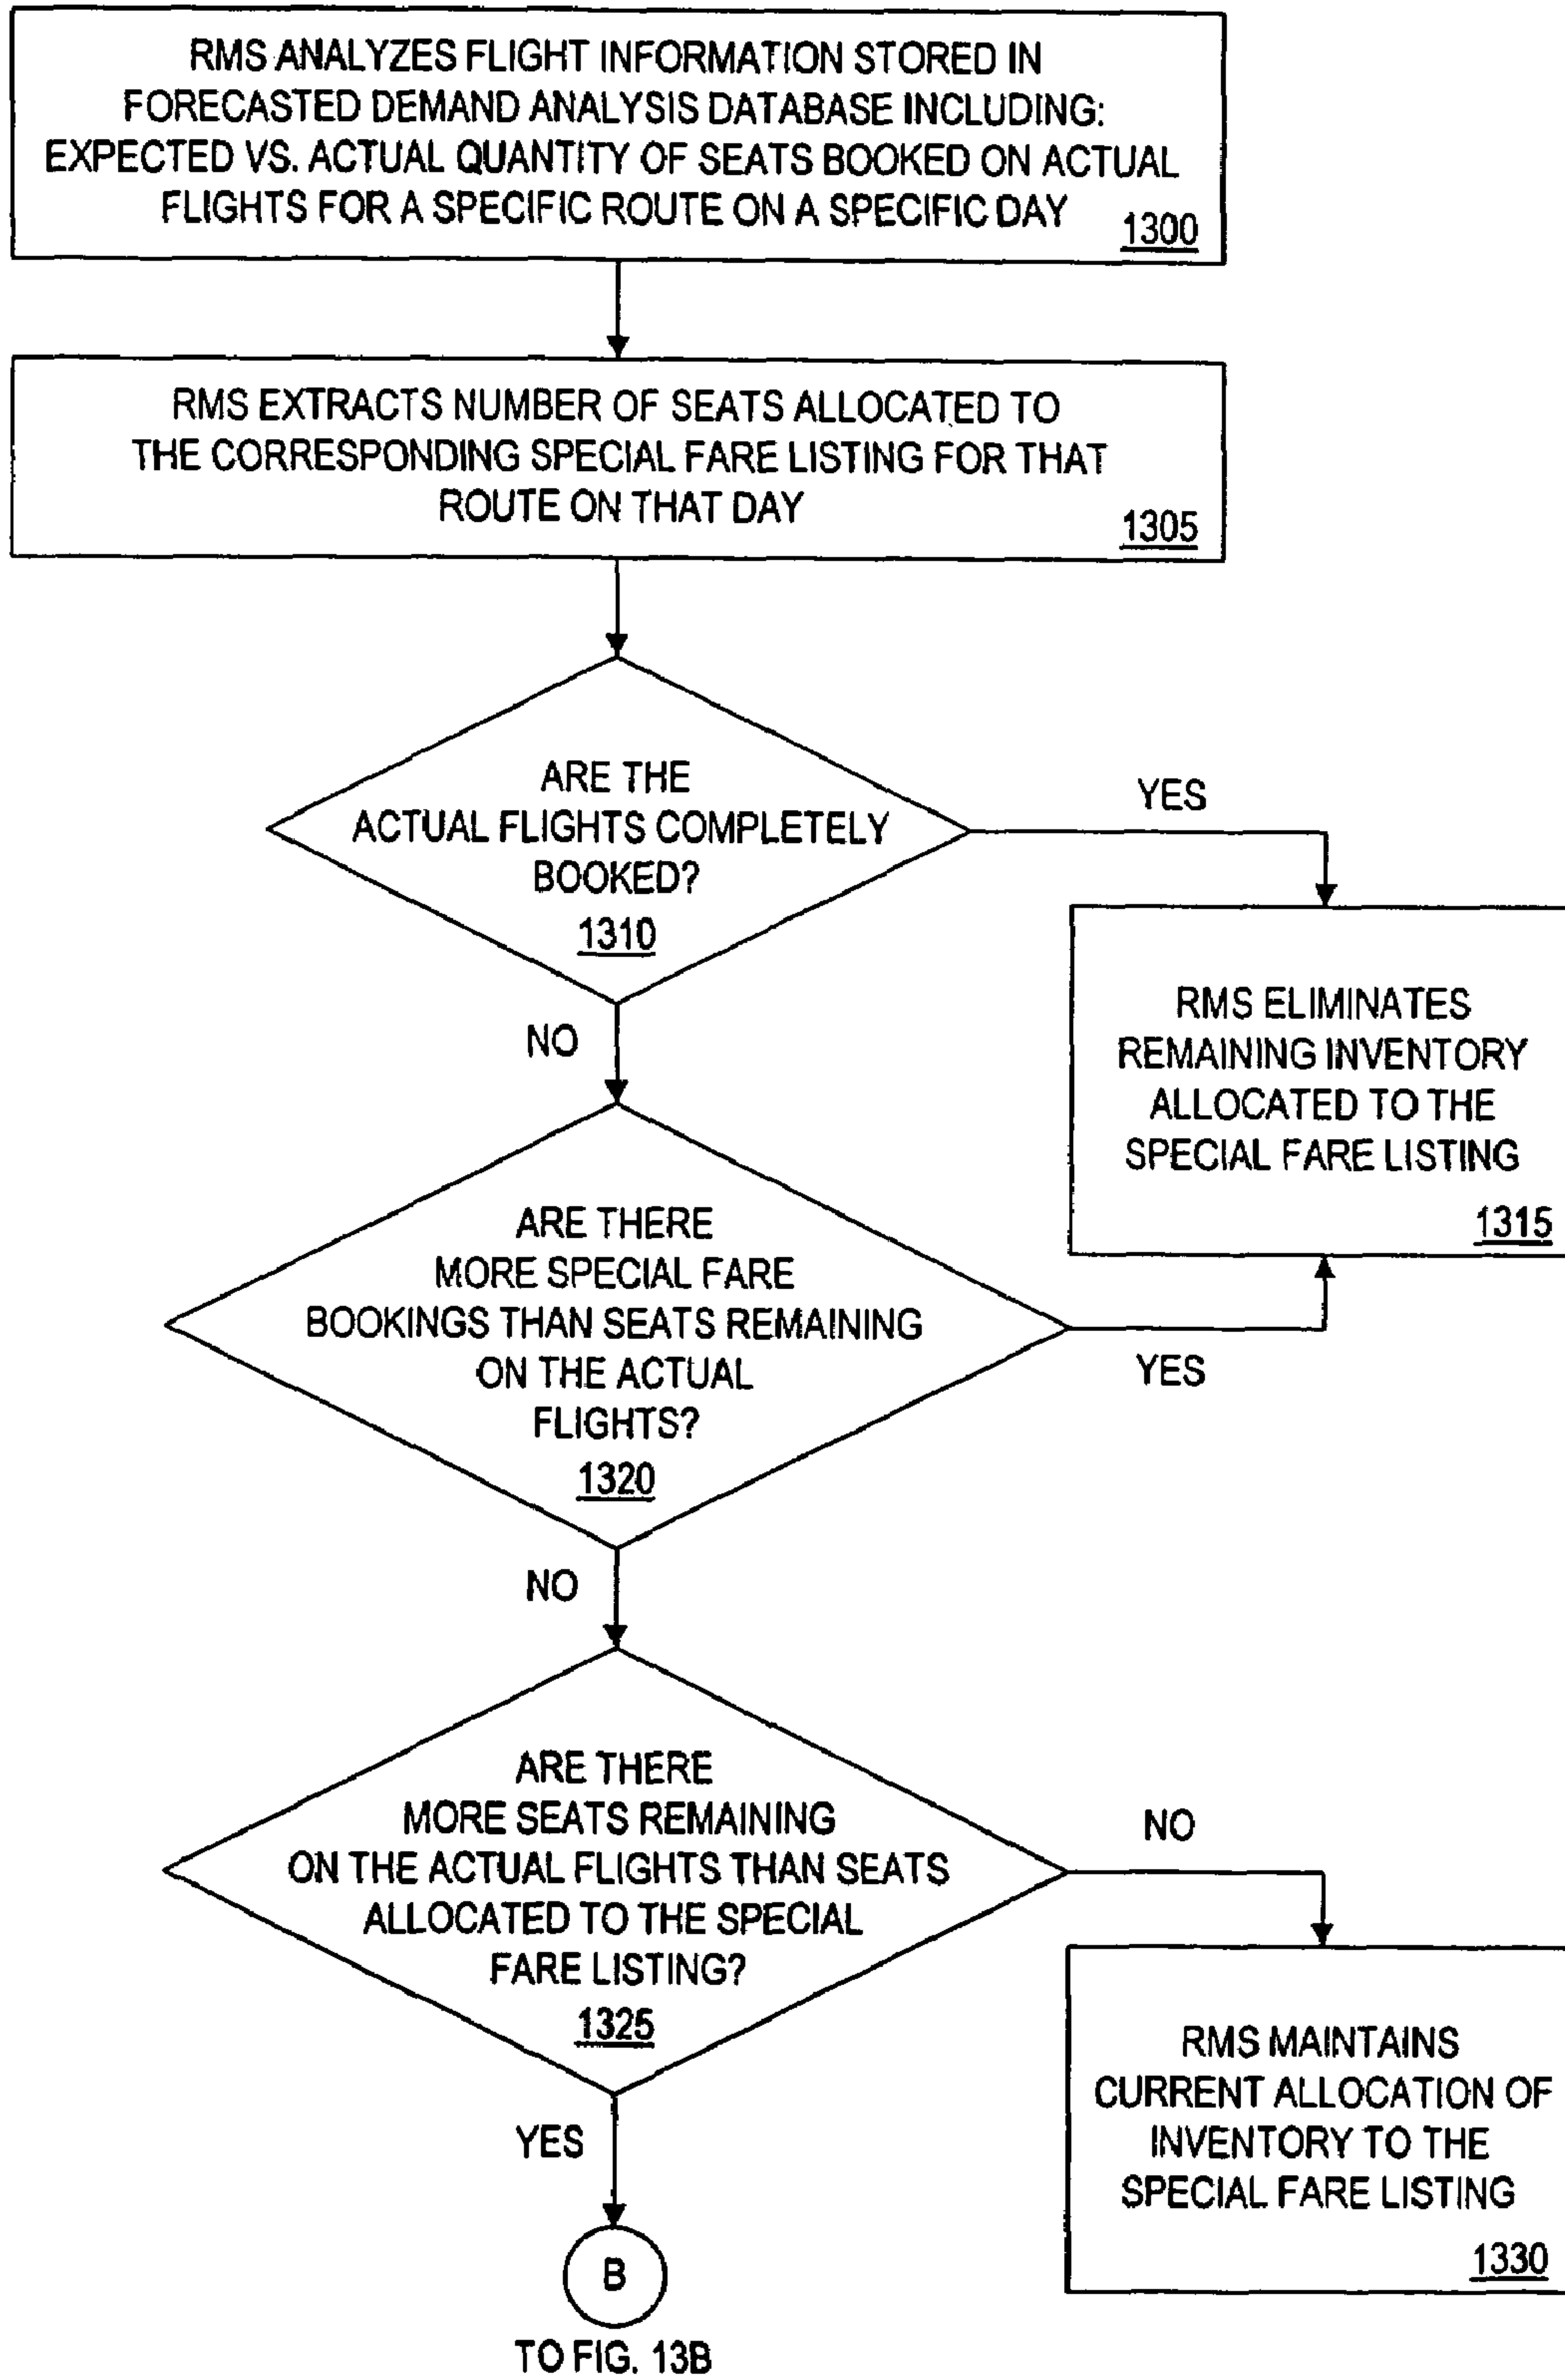 RMS ANALYZES FLIGHT INFORMATION STORED IN
FORECASTED DEMAND ANALYSIS DATABASE INCLUDING:
EXPECTED VS. ACTUAL QUANTITY OF SEATS BOOKED ON ACTUAL
FLIGHTS FOR A SPECIFIC ROUTE ON A SPECIFIC DAY
1300
RMS EXTRACTS NUMBER OF SEATS ALLOCATED TO
THE CORRESPONDING SPECIAL FARE LISTING FOR THAT
ROUTE ON THAT DAY
1305
ARE THE
ACTUAL FLIGHTS COMPLETELY
BOOKED?
1310
YES
NO
RMS ELIMINATES
REMAINING INVENTORY
ALLOCATED TO THE
SPECIAL FARE LISTING
1315
ARE THERE
MORE SPECIAL FARE
BOOKINGS THAN SEATS REMAINING
ON THE ACTUAL
FLIGHTS?
1320
YES
NO
ARE THERE
MORE SEATS REMAINING
ON THE ACTUAL FLIGHTS THAN SEATS
ALLOCATED TO THE SPECIAL
FARE LISTING?
1325
NO
YES
RMS MAINTAINS
CURRENT ALLOCATION OF
INVENTORY TO THE
SPECIAL FARE LISTING
1330
B
TO FIG. 13B